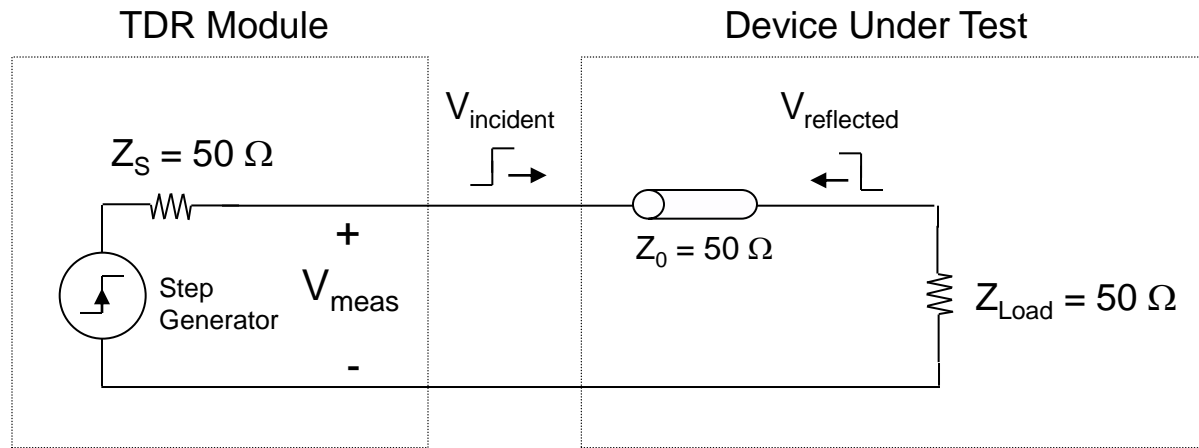 TDR Module
Device Under Test
V_incident
V_reflected
Z_S = 50 Ω
+
Z_0 = 50 Ω
Step
Generator
V_meas
Z_Load = 50 Ω
-